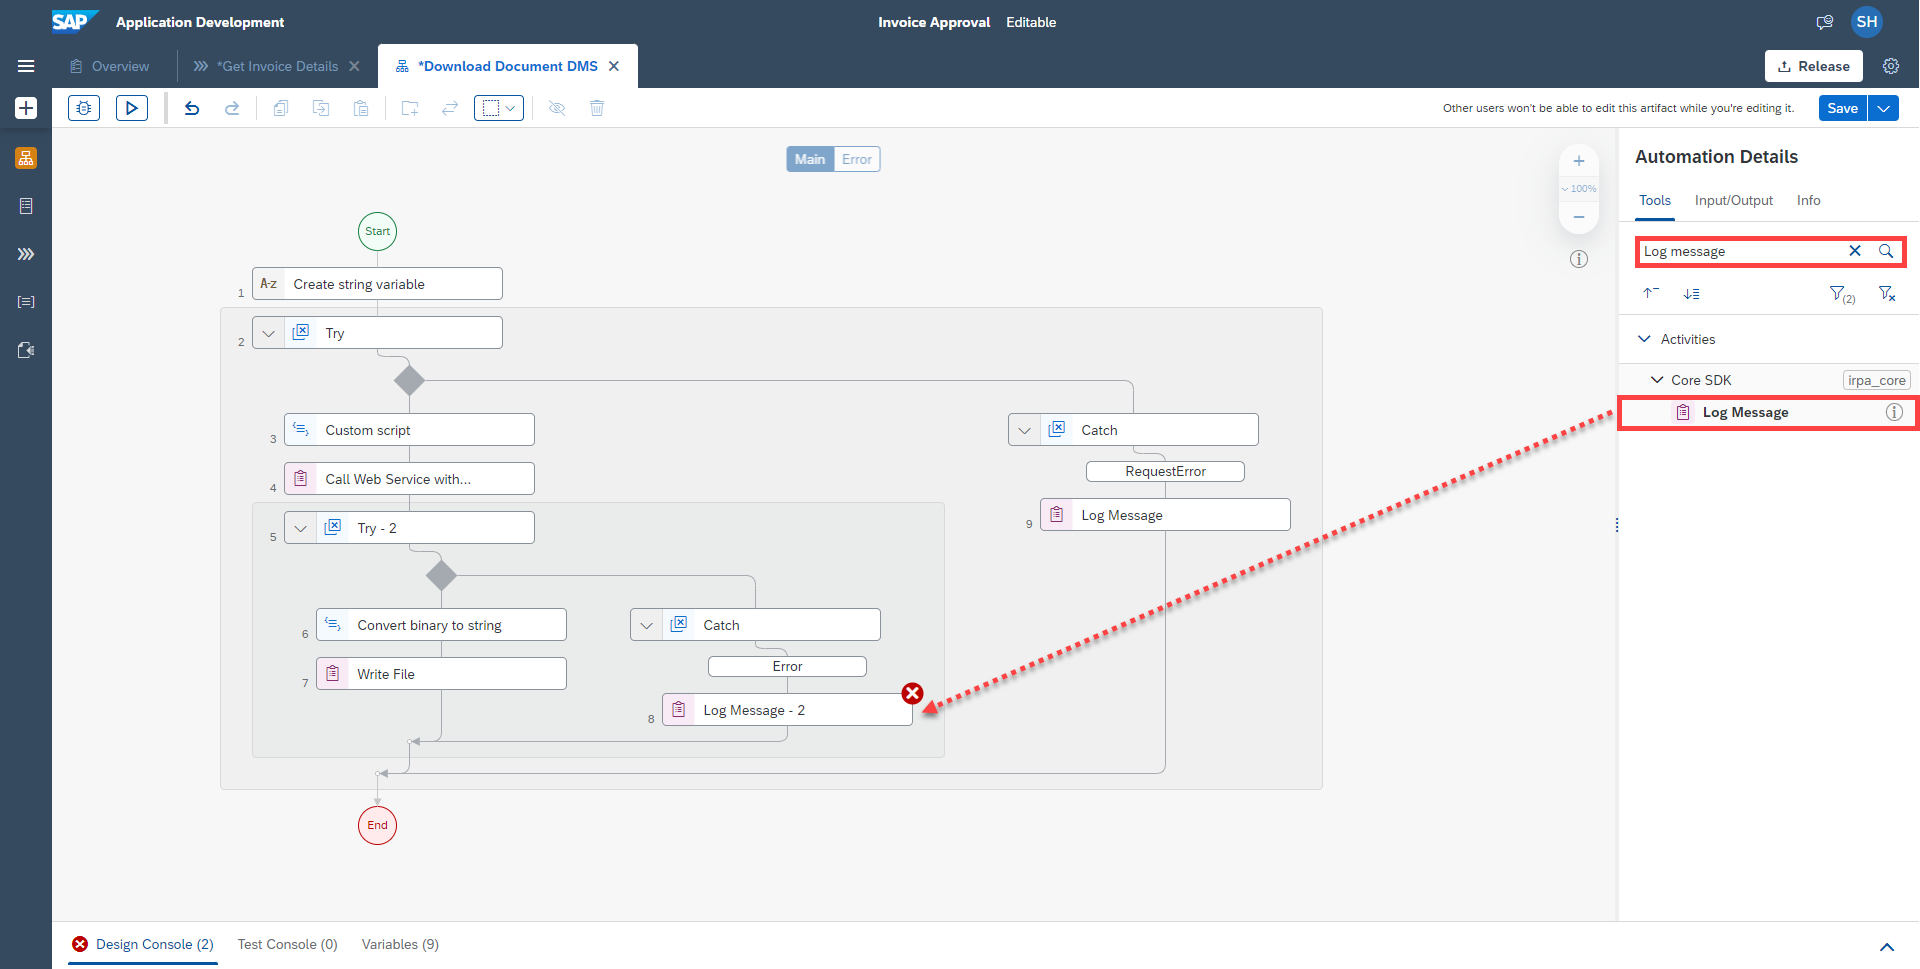 SAP Application Development Invoice Approval Editable SH
Overview *Get Invoice Details *Download Document DMS Release
Other users won't be able to edit this artifact while you're editing it. Save
Main Error
100%
Start
1 A-z Create string variable
2 Try
3 Custom script
4 Call Web Service with...
5 Try - 2
6 Convert binary to string
7 Write File
Catch
Error
8 Log Message - 2
Catch
RequestError
9 Log Message
End
Automation Details
Tools Input/Output Info
Log message
(2)
Activities
Core SDK irpa_core
Log Message
Design Console (2) Test Console (0) Variables (9)